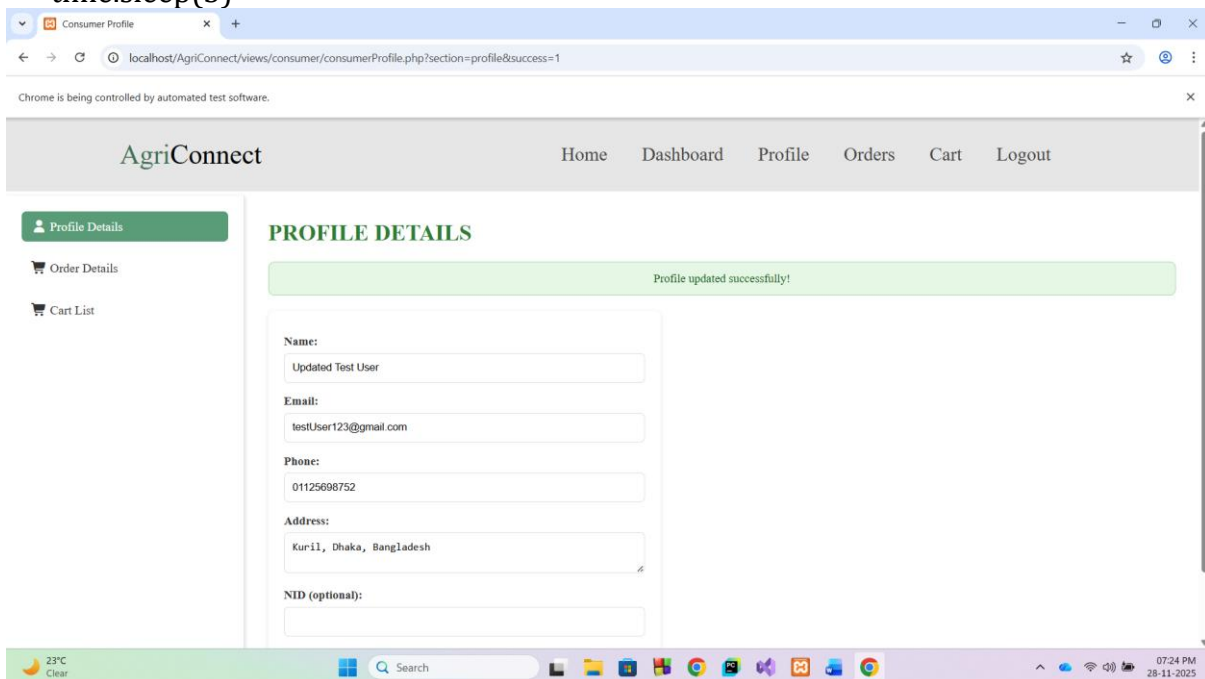 time.sleep(3)
Consumer Profile
localhost/AgriConnect/views/consumer/consumerProfile.php?section=profile&success=1
Chrome is being controlled by automated test software.
AgriConnect
Home Dashboard Profile Orders Cart Logout
Profile Details
Order Details
Cart List
PROFILE DETAILS
Profile updated successfully!
Name:
Updated Test User
Email:
testUser123@gmail.com
Phone:
01125698752
Address:
Kuril, Dhaka, Bangladesh
NID (optional):
23°C
Clear
Search
07:24 PM
28-11-2025